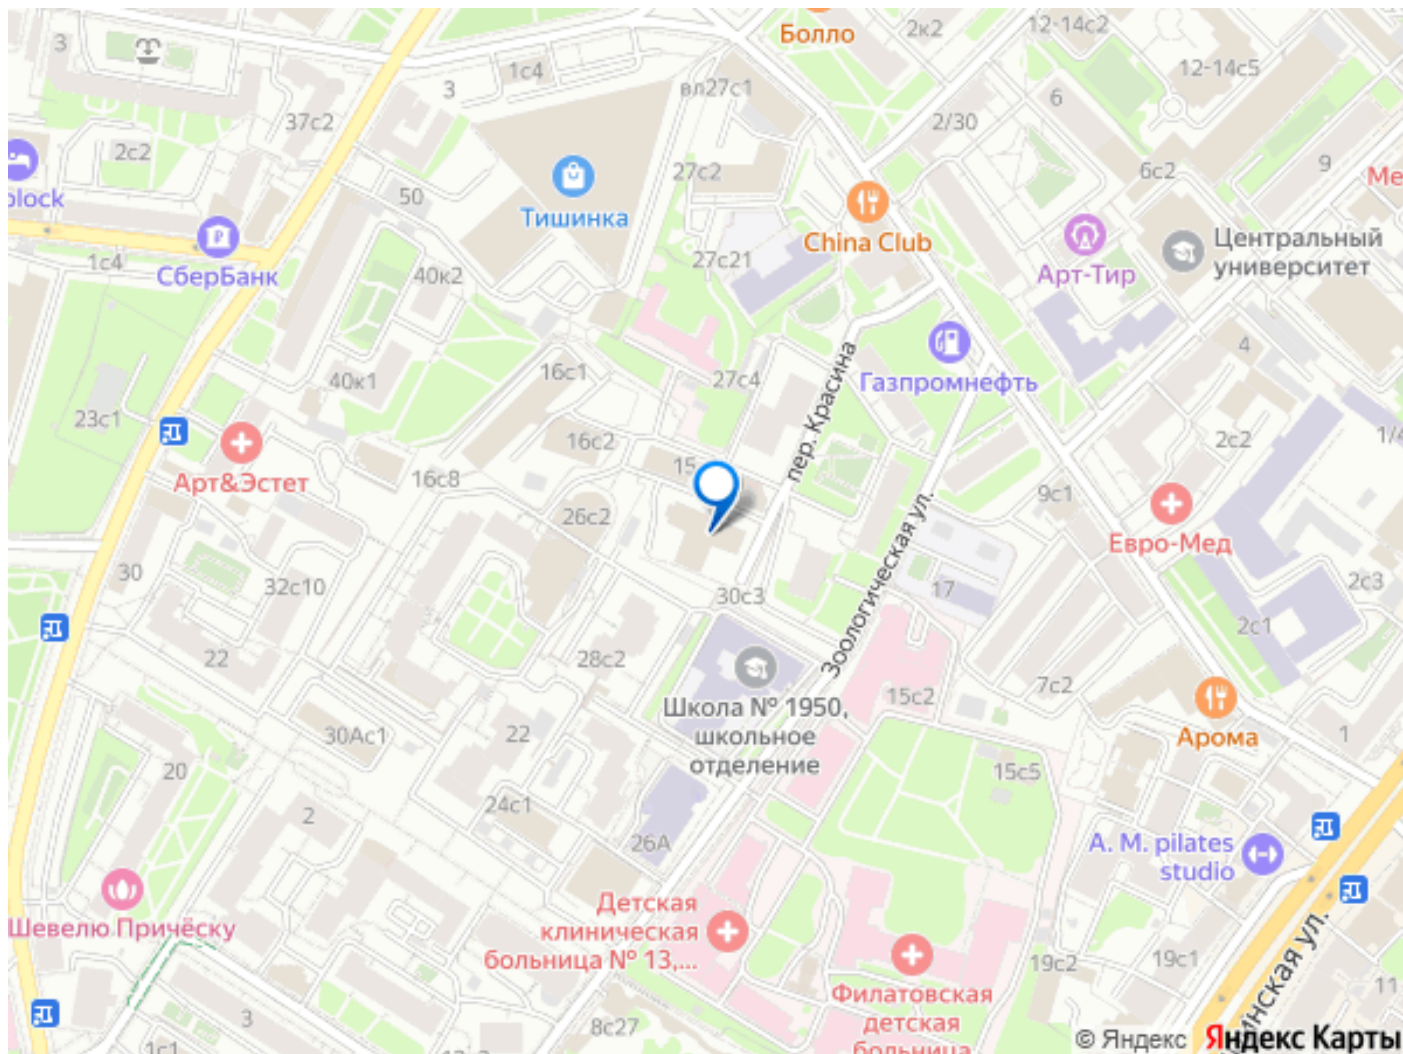 Болло
2к2
12-14с2
3
1с4
12-14с5
3
вл27с1
6
37с2
2/30
2с2
9
27с2
6с2
Ме
block
50
Тишинка
China Club
Центральный
университет
1с4
СберБанк
40к2
27с21
Арт-Тир
4
Газпромнефть
пер. Красина
16с1
27с4
40к1
23с1
16с2
2с2
1/4
15
Арт&Эстет
16с8
9с1
Зоологическая ул.
26с2
Евро-Мед
30
32с10
30с3
17
2с3
2с1
22
28с2
7с2
15с2
Школа № 1950,
школьное
отделение
30Ас1
22
Арома
1
20
15с5
24с1
2
26А
A. M. pilates
studio
Детская
клиническая
больница № 13,...
Шевелю Причёску
19с2
19с1
инская ул.
11
Филатовская
детская
больница
3
8с27
1с1
© Яндекс Яндекс Карты